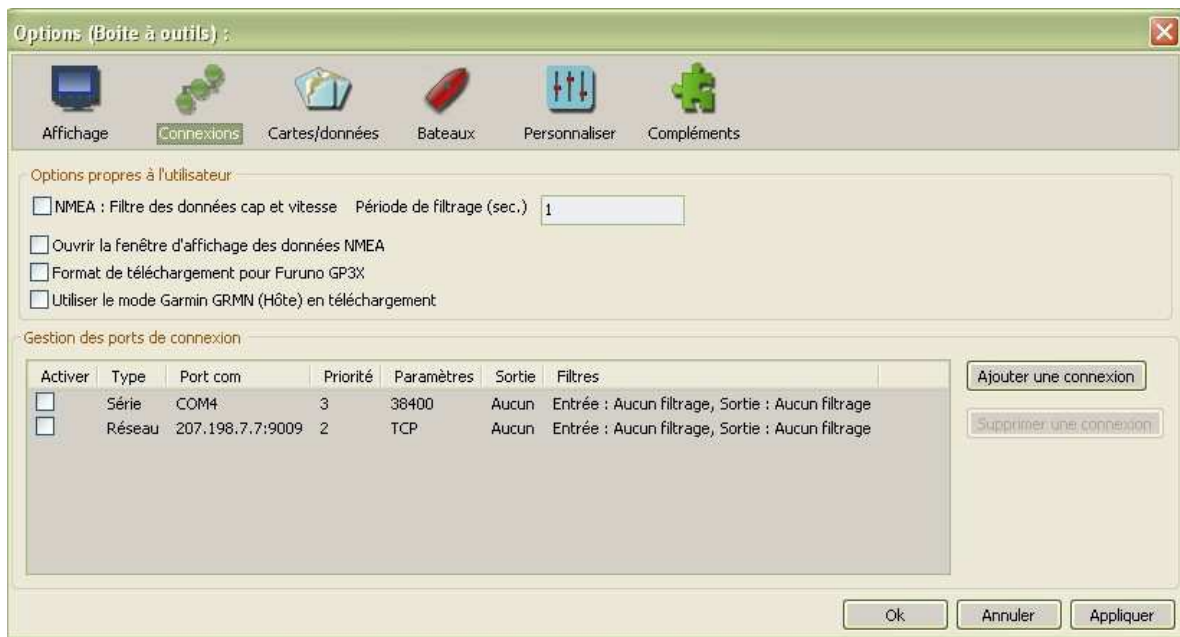 Options (Boite à outils) :
Affichage Connexions Cartes/données Bateaux Personnaliser Compléments
Options propres à l'utilisateur
NMEA : Filtre des données cap et vitesse Période de filtrage (sec.) 1
Ouvrir la fenêtre d'affichage des données NMEA
Format de téléchargement pour Furuno GP3X
Utiliser le mode Garmin GRMN (Hôte) en téléchargement
Gestion des ports de connexion
Activer Type Port com Priorité Paramètres Sortie Filtres
Série COM4 3 38400 Aucun Entrée : Aucun filtrage, Sortie : Aucun filtrage
Réseau 207.198.7.7:9009 2 TCP Aucun Entrée : Aucun filtrage, Sortie : Aucun filtrage
Ajouter une connexion
Supprimer une connexion
Ok Annuler Appliquer